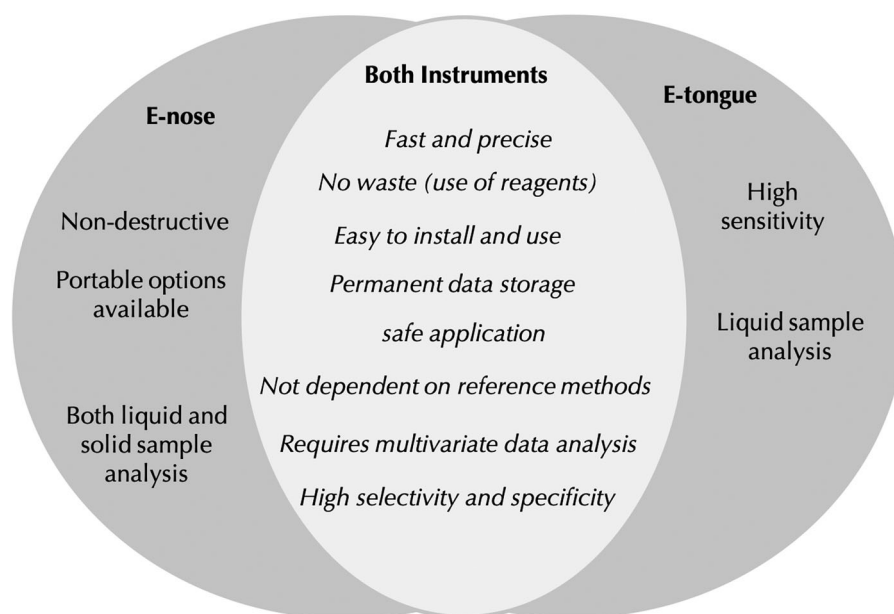 Both Instruments
E-nose
E-tongue
Fast and precise
No waste (use of reagents)
Easy to install and use
Permanent data storage
safe application
Not dependent on reference methods
Requires multivariate data analysis
High selectivity and specificity
Non-destructive
Portable options
available
Both liquid and
solid sample
analysis
High
sensitivity
Liquid sample
analysis